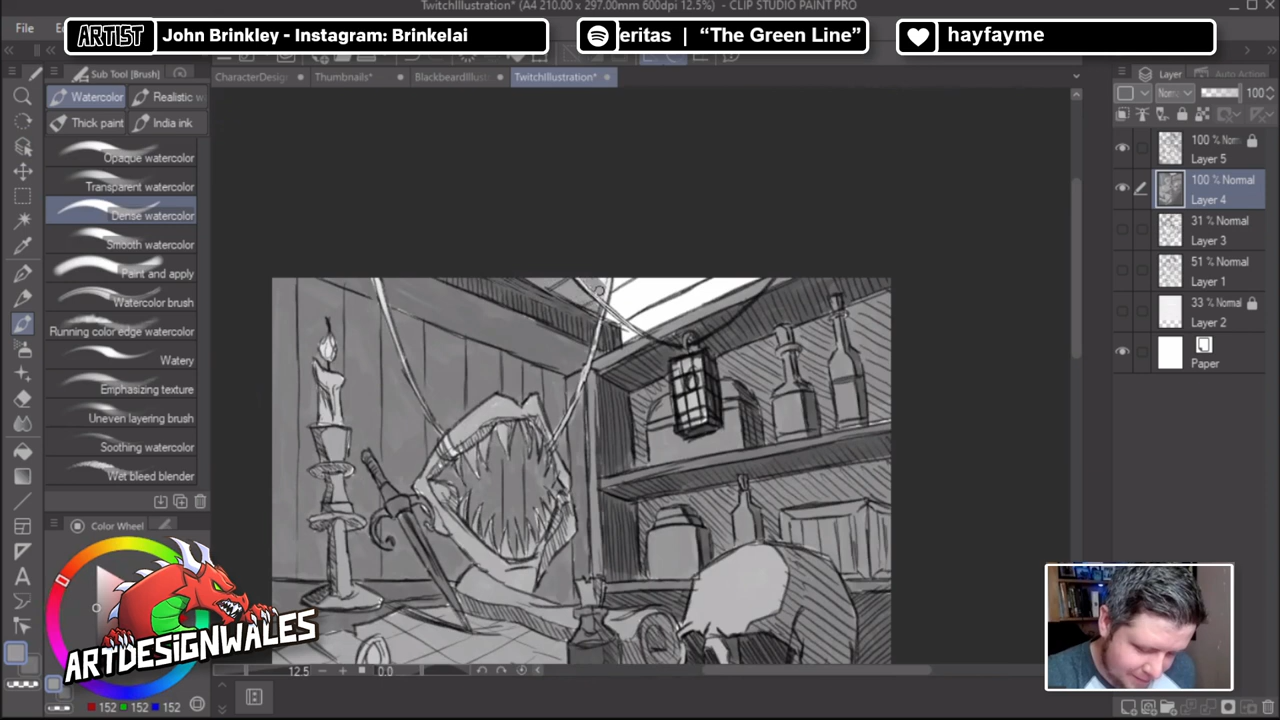 TwitchIllustration* (A4 210.00 x 297.00mm 600dpi 12.5%) - CLIP STUDIO PAINT PRO
File
ARTIST John Brinkley - Instagram: Brinkelai
eritas | “The Green Line”
hayfayme
Sub Tool [Brush]
CharacterDesig
Thumbnails*
BlackbeardIllust
TwitchIllustration*
Layer
Auto Action
Watercolor
Realistic w
Thick paint
India ink
Opaque watercolor
Transparent watercolor
Dense watercolor
Smooth watercolor
Paint and apply
Watercolor brush
Running color edge watercolor
Watery
Emphasizing texture
Uneven layering brush
Soothing watercolor
Wet bleed blender
Color Wheel
ARTDESIGNWALES
152 152 152
12.5
0.0
Norm
100
100 % Norm
Layer 5
100 % Normal
Layer 4
31 % Normal
Layer 3
51 % Normal
Layer 1
33 % Normal
Layer 2
Paper